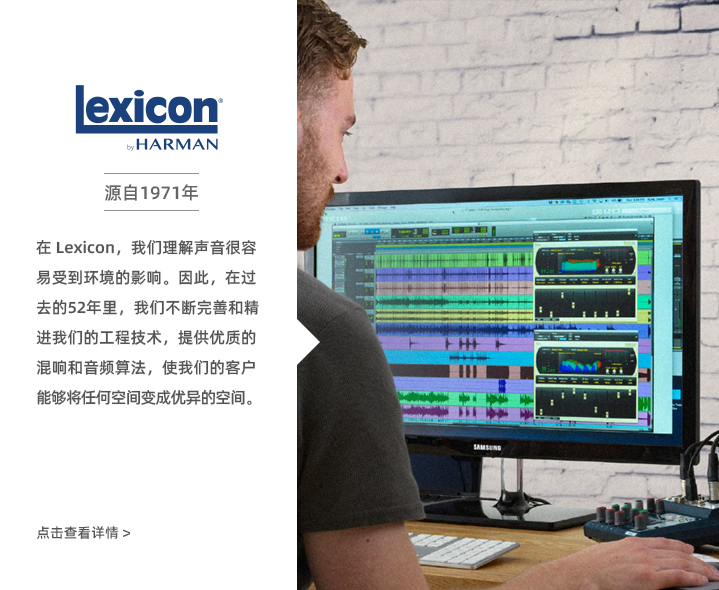 Lexicon®
by HARMAN
源自1971年
在 Lexicon，我们理解声音很容
易受到环境的影响。因此，在过
去的52年里，我们不断完善和精
进我们的工程技术，提供优质的
混响和音频算法，使我们的客户
能够将任何空间变成优异的空间。
SAMSUNG
点击查看详情 >